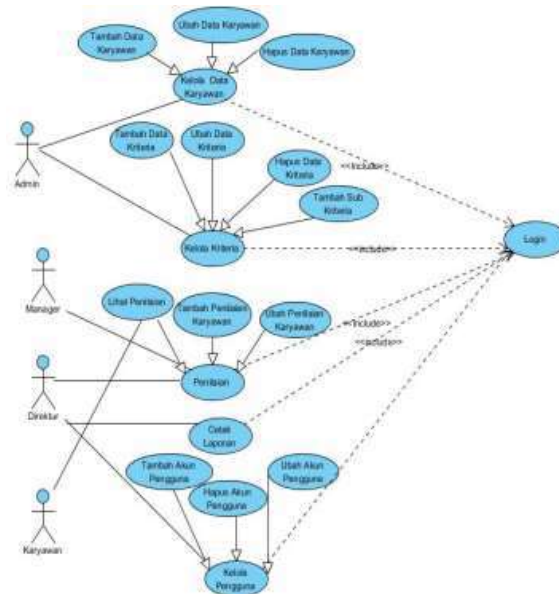 Ubah Data Karyawan
Tambah Data
Karyawan
Hapus Data Karyawan
Kelola Data
Karyawan
Tambah Data
Kriteria
Ubah Data
Kriteria
Admin
Hapus Data
Kriteria
<<Include>>
Tambah Sub
Kriteria
Login
Kelola Kriteria
<<Include>>
Manager
Lihat Penilaian
Tambah Penilaian
Karyawan
Ubah Penilaian
Karyawan
<<Include>>
<<Include>>
Penilaian
Direktur
Cetak
Laporan
Tambah Akun
Pengguna
Ubah Akun
Pengguna
Hapus Akun
Pengguna
Karyawan
Kelola
Pengguna